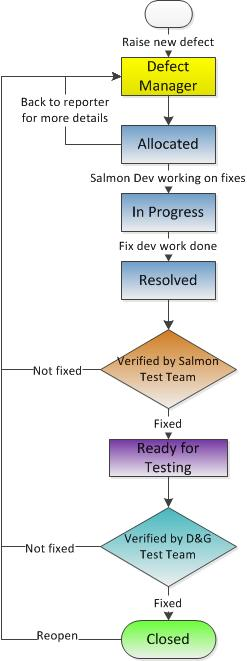 Raise new defect
Defect
Manager
Back to reporter
for more details
Allocated
Salmon Dev working on fixes
In Progress
Fix dev work done
Resolved
Verified by Salmon
Test Team
Not fixed
Fixed
Ready for
Testing
Verified by D&G
Test Team
Not fixed
Fixed
Reopen
Closed